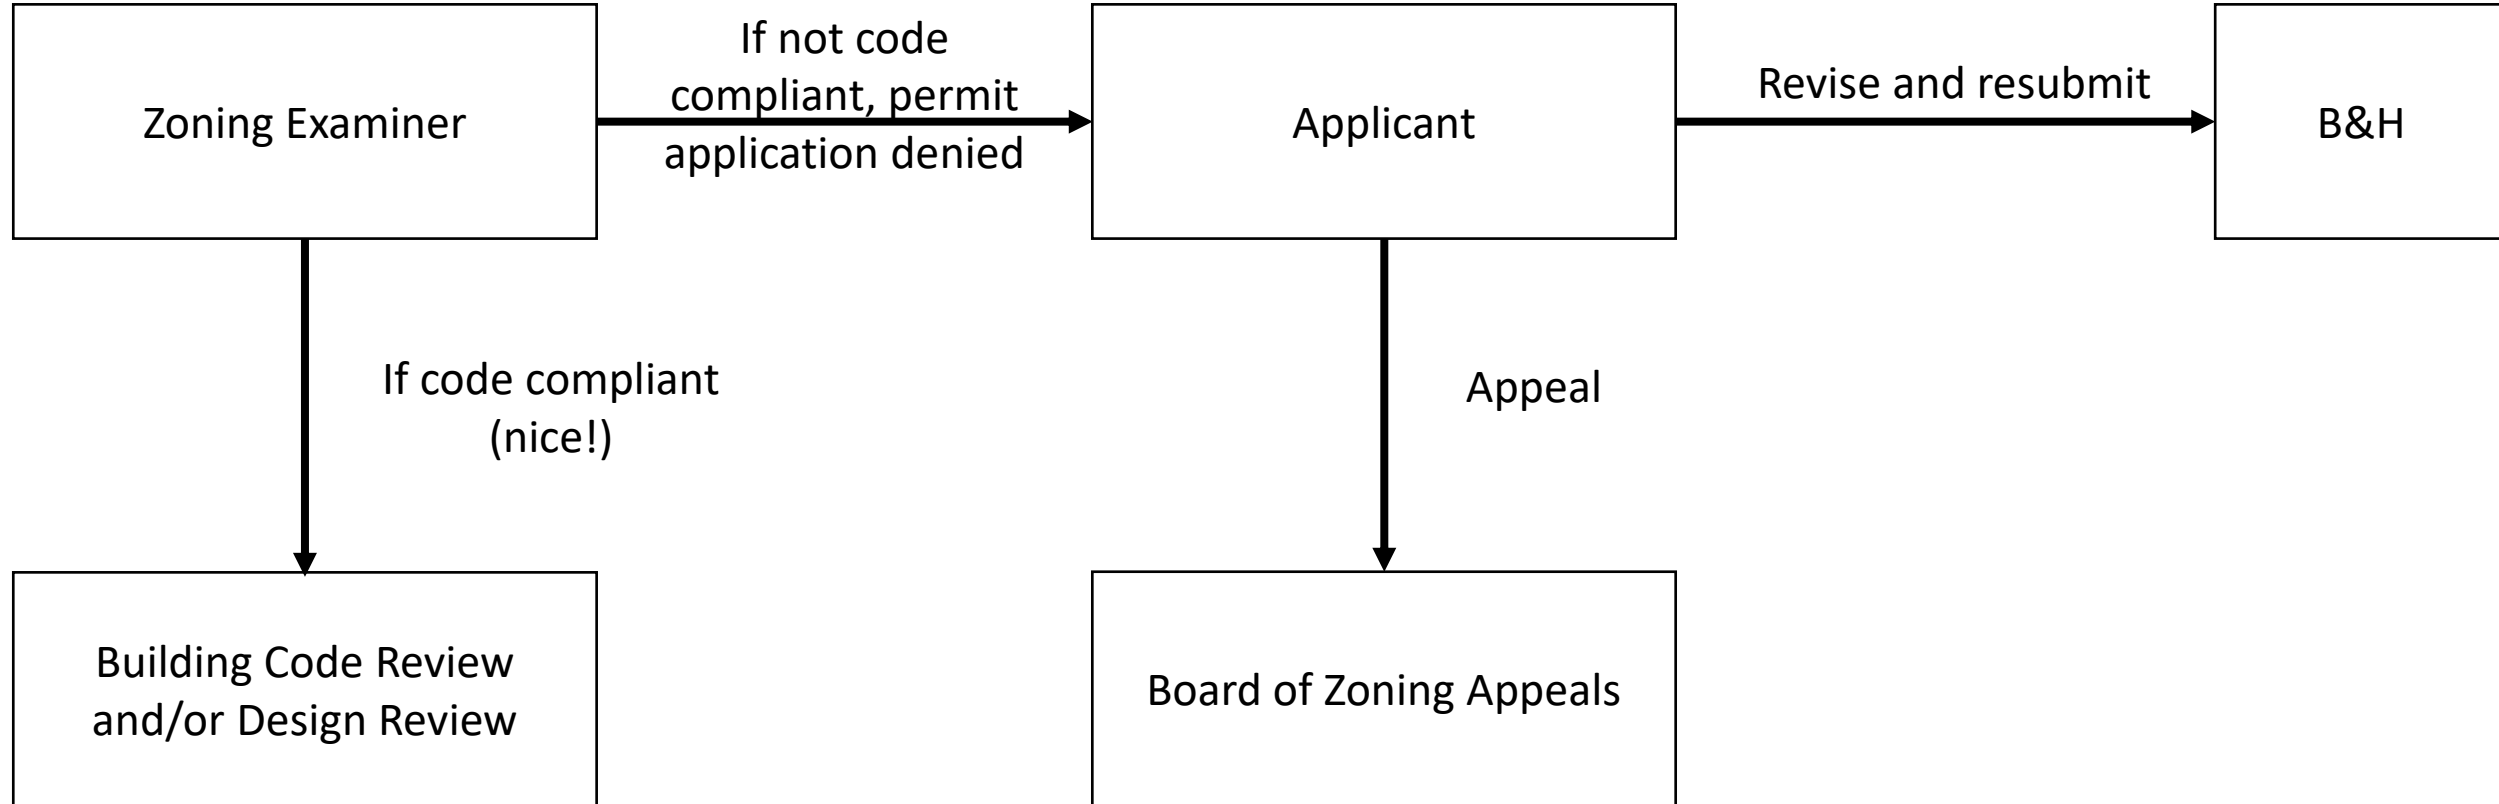 Zoning Examiner
If not code
compliant, permit
application denied
Applicant
Revise and resubmit
B&H
If code compliant
(nice!)
Appeal
Building Code Review
and/or Design Review
Board of Zoning Appeals